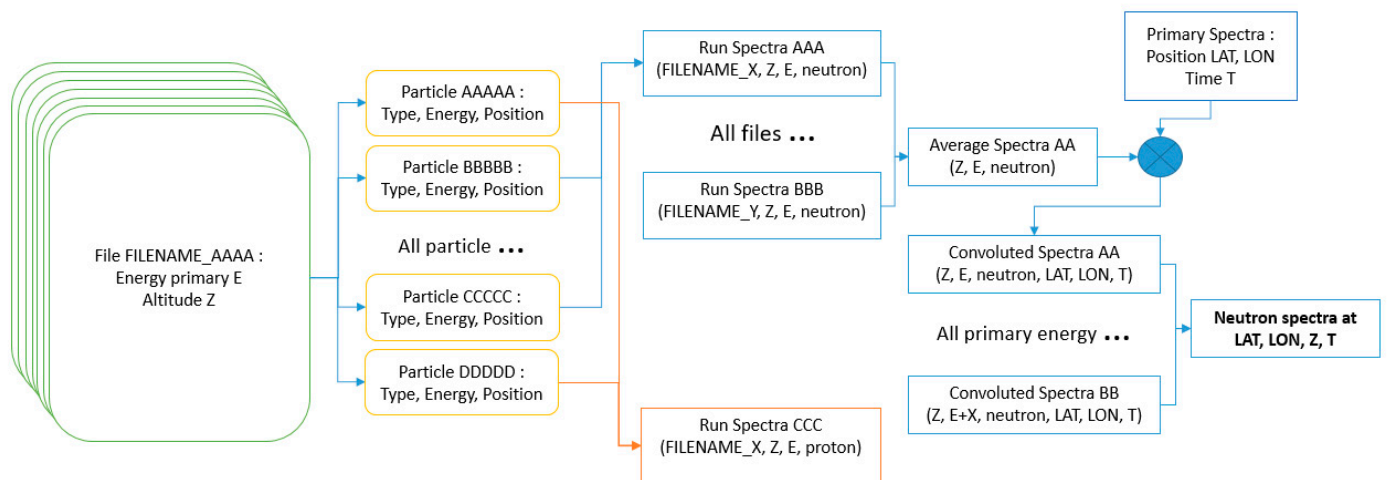 File FILENAME_AAAA :
Energy primary E
Altitude Z
Particle AAAAA :
Type, Energy, Position
Particle BBBBB :
Type, Energy, Position
All particle ...
Particle CCCCC :
Type, Energy, Position
Particle DDDDD :
Type, Energy, Position
Run Spectra AAA
(FILENAME_X, Z, E, neutron)
All files ...
Run Spectra BBB
(FILENAME_Y, Z, E, neutron)
Run Spectra CCC
(FILENAME_X, Z, E, proton)
Average Spectra AA
(Z, E, neutron)
Primary Spectra :
Position LAT, LON
Time T
Convoluted Spectra AA
(Z, E, neutron, LAT, LON, T)
All primary energy ...
Convoluted Spectra BB
(Z, E+X, neutron, LAT, LON, T)
Neutron spectra at
LAT, LON, Z, T